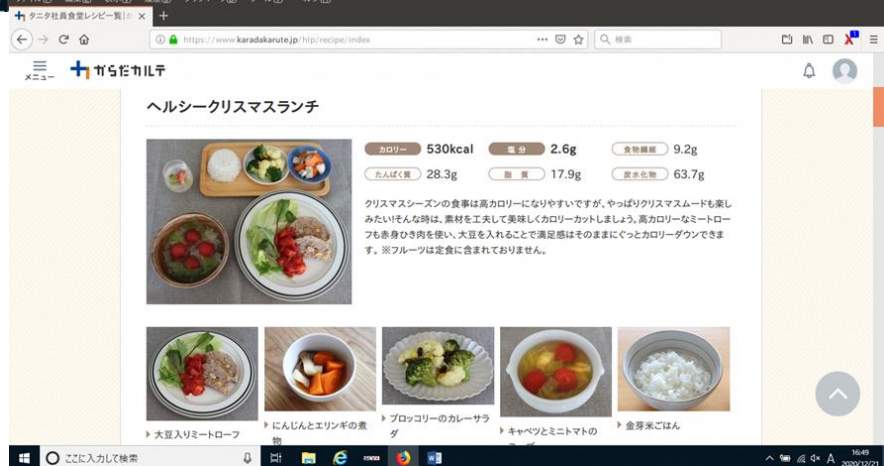 タニタ社員食堂レシピ一覧|か
https://www.karadakarute.jp/hlp/recipe/index
検索
メニュー
からだカルテ
ヘルシークリスマスランチ
カロリー 530kcal 塩分 2.6g 食物繊維 9.2g
たんぱく質 28.3g 脂質 17.9g 炭水化物 63.7g
クリスマスシーズンの食事は高カロリーになりやすいですが、やっぱりクリスマスムードも楽し
みたい!そんな時は、素材を工夫して美味しくカロリーカットしましょう。高カロリーなミートロー
フも赤身ひき肉を使い、大豆を入れることで満足感はそのままにぐっとカロリーダウンできま
す。※フルーツは定食に含まれておりません。
大豆入りミートローフ
にんじんとエリンギの煮
物
ブロッコリーのカレーサラ
ダ
キャベツとミニトマトの
金芽米ごはん
ここに入力して検索
A
16:49
2020/12/21